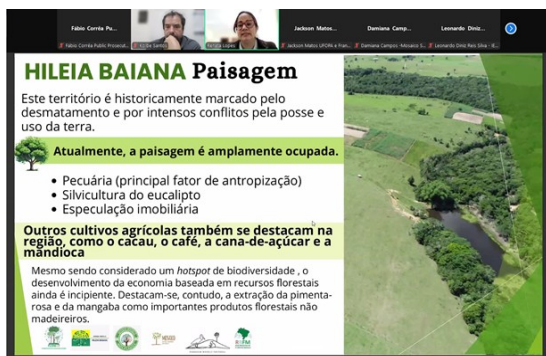 Fábio Corrêa Pu...
Jackson Matos...
Damiana Camp...
Leonardo Diniz...
Fábio Corrêa Public Procurad...
Jackson Matos UFOPA e Fran...
Damiana Campos -Mosaico S...
Leonardo Diniz Reis Silva - B...
HILEIA BAIANA Paisagem
Este território é historicamente marcado pelo
desmatamento e por intensos conflitos pela posse e
uso da terra.
Atualmente, a paisagem é amplamente ocupada.
• Pecuária (principal fator de antropização)
• Silvicultura do eucalipto
• Especulação imobiliária
Outros cultivos agrícolas também se destacam na
região, como o cacau, o café, a cana-de-açúcar e a
mandioca
Mesmo sendo considerado um hotspot de biodiversidade , o
desenvolvimento da economia baseada em recursos florestais
ainda é incipiente. Destacam-se, contudo, a extração da pimenta-
rosa e da mangaba como importantes produtos florestais não
madeireiros.